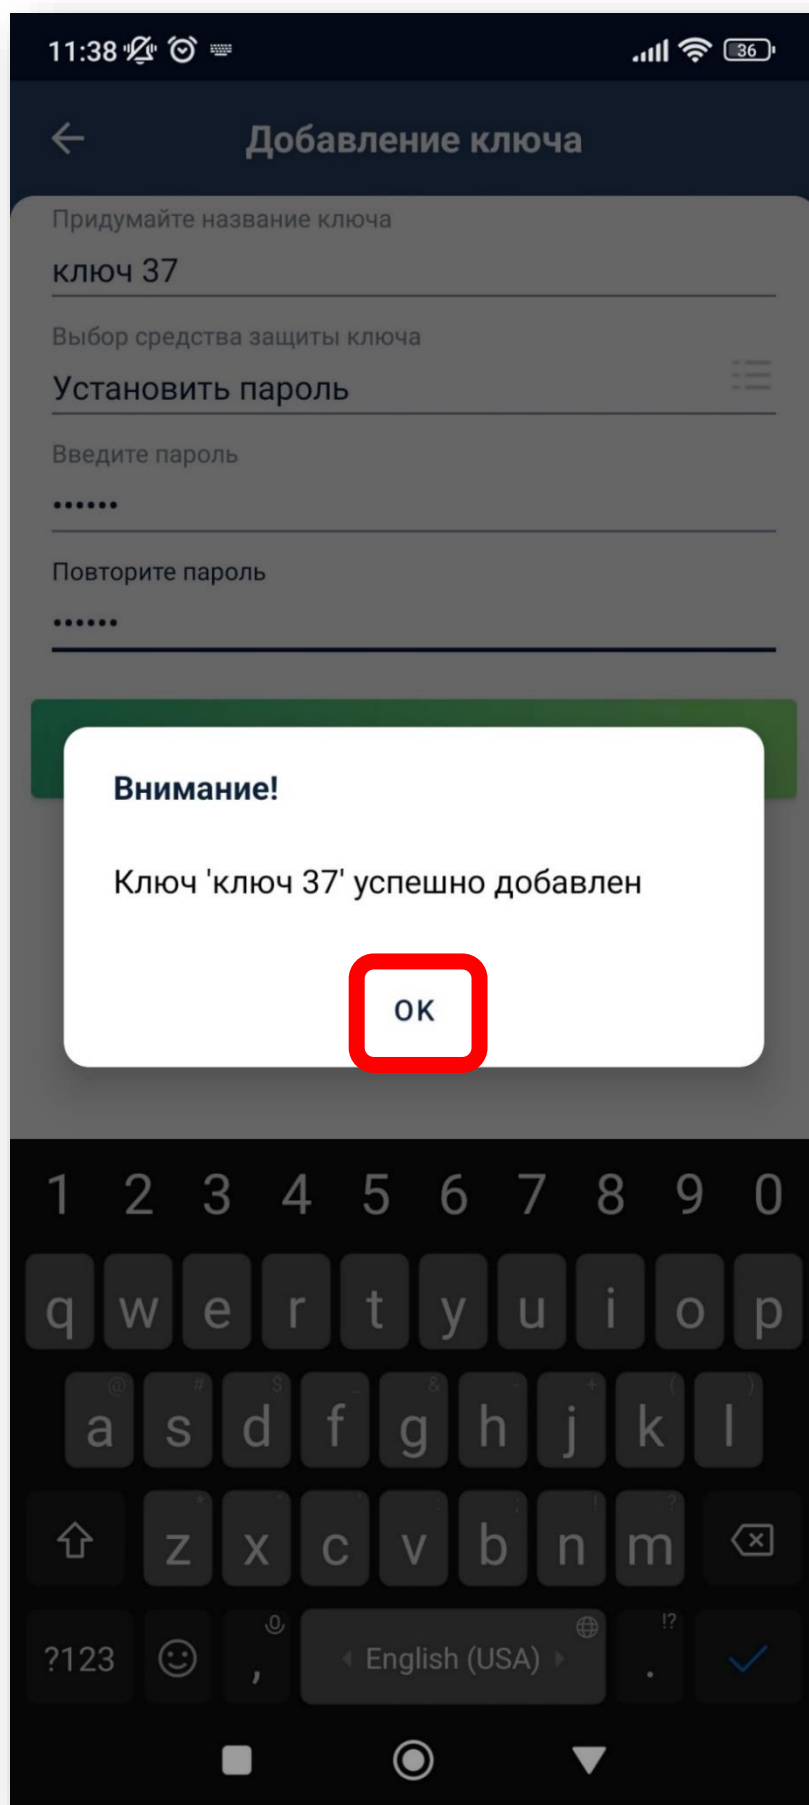 11:38
36
Добавление ключа
Придумайте название ключа
ключ 37
Выбор средства защиты ключа
Установить пароль
Введите пароль
••••••
Повторите пароль
••••••
Внимание!
Ключ 'ключ 37' успешно добавлен
ОК
1 2 3 4 5 6 7 8 9 0
q w e r t y u i o p
@ # $ _ & - + ( )
a s d f g h j k l
* " ' : ; ! ?
z x c v b n m
!?
?123 , English (USA) .